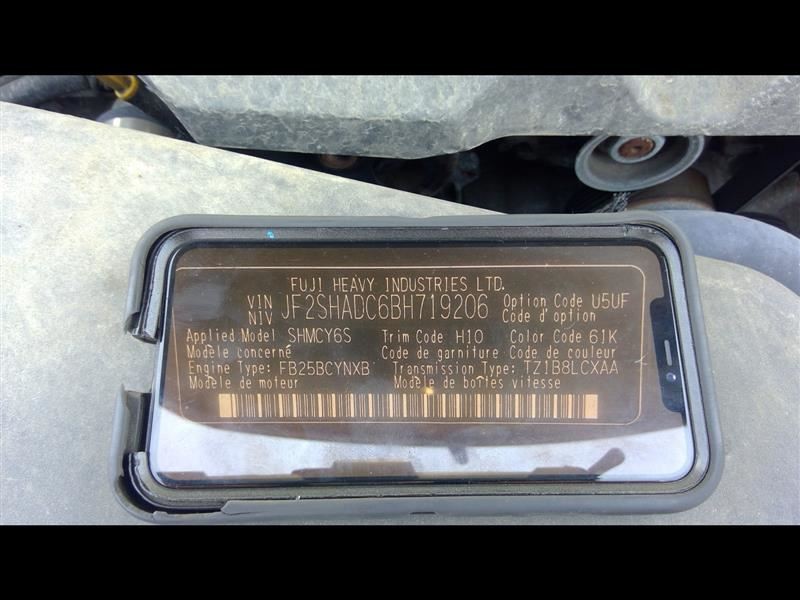 FUJI HEAVY INDUSTRIES LTD.
VIN JF2SHADC6BH719206 Option Code U5UF
NIV Code d'option
Applied Model SHMCY6S Trim Code H10 Color Code 61K
Modèle concerné Code de garniture Code de couleur
Engine Type: FB25BCYNXB Transmission Type: TZ1B8LCXAA
Modèle de moteur Modèle de boîtes vitesse